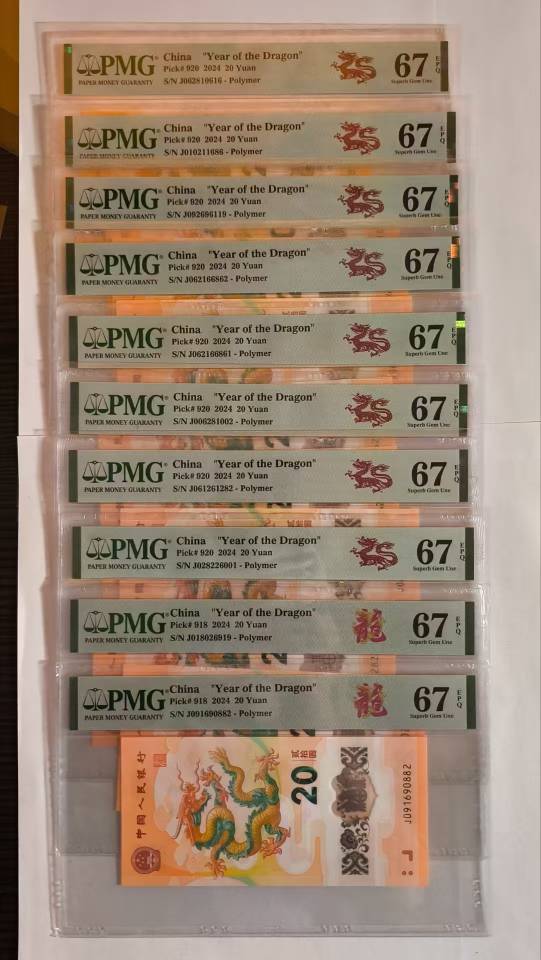 PMG
PAPER MONEY GUARANTY
China "Year of the Dragon"
Pick# 920 2024 20 Yuan
S/N J062810616 - Polymer
67
EPQ
Superb Gem Unc
PMG
PAPER MONEY GUARANTY
China "Year of the Dragon"
Pick# 920 2024 20 Yuan
S/N J010211686 - Polymer
67
EPQ
Superb Gem Unc
PMG
PAPER MONEY GUARANTY
China "Year of the Dragon"
Pick# 920 2024 20 Yuan
S/N J092696119 - Polymer
67
EPQ
Superb Gem Unc
PMG
PAPER MONEY GUARANTY
China "Year of the Dragon"
Pick# 920 2024 20 Yuan
S/N J062166862 - Polymer
67
EPQ
Superb Gem Unc
PMG
PAPER MONEY GUARANTY
China "Year of the Dragon"
Pick# 920 2024 20 Yuan
S/N J062166861 - Polymer
67
EPQ
Superb Gem Unc
PMG
PAPER MONEY GUARANTY
China "Year of the Dragon"
Pick# 920 2024 20 Yuan
S/N J006281002 - Polymer
67
EPQ
Superb Gem Unc
PMG
PAPER MONEY GUARANTY
China "Year of the Dragon"
Pick# 920 2024 20 Yuan
S/N J061261282 - Polymer
67
EPQ
Superb Gem Unc
PMG
PAPER MONEY GUARANTY
China "Year of the Dragon"
Pick# 920 2024 20 Yuan
S/N J028226001 - Polymer
67
EPQ
Superb Gem Unc
PMG
PAPER MONEY GUARANTY
China "Year of the Dragon"
Pick# 918 2024 20 Yuan
S/N J018026919 - Polymer
龍
67
EPQ
Superb Gem Unc
PMG
PAPER MONEY GUARANTY
China "Year of the Dragon"
Pick# 918 2024 20 Yuan
S/N J091690882 - Polymer
龍
67
EPQ
Superb Gem Unc
中国人民银行
20
贰拾圆
J091690882